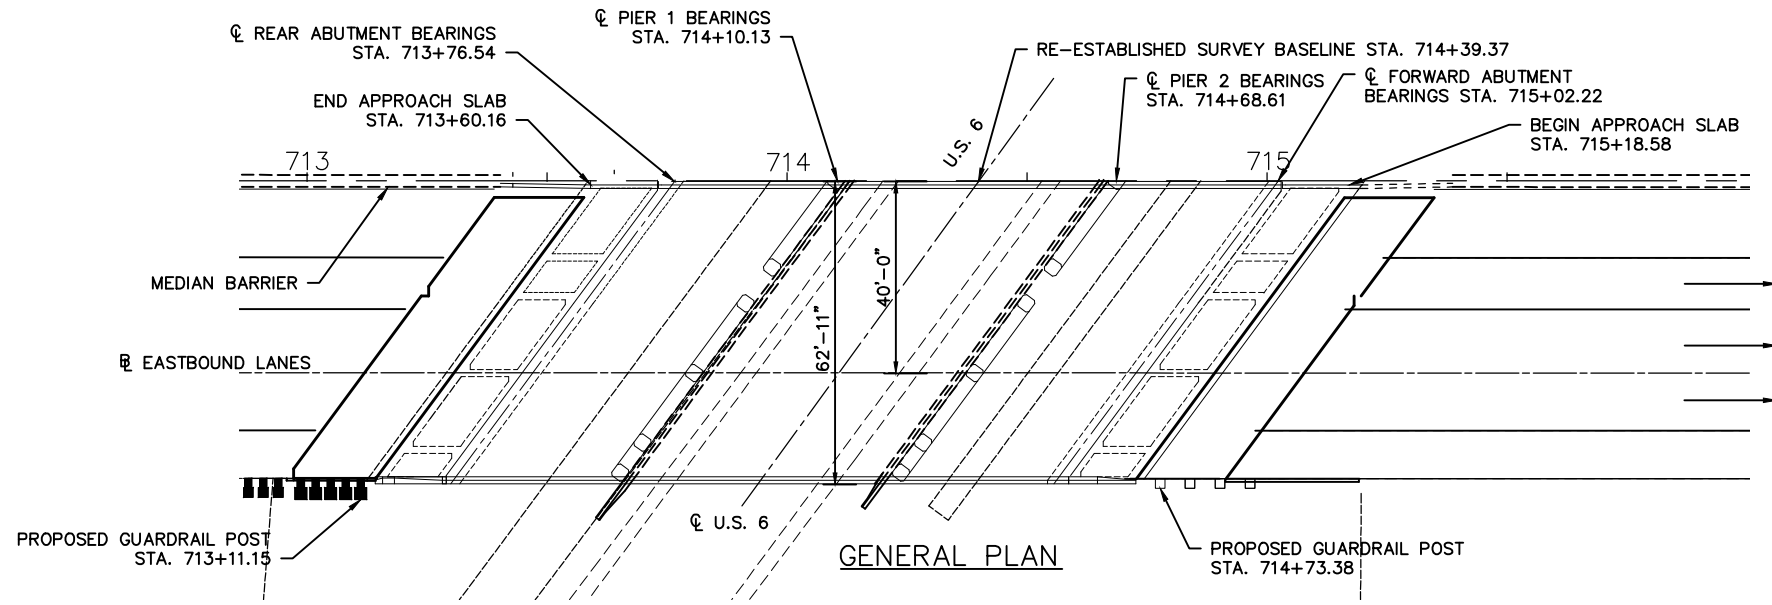 ℄ PIER 1 BEARINGS
STA. 714+10.13
℄ REAR ABUTMENT BEARINGS
STA. 713+76.54
RE-ESTABLISHED SURVEY BASELINE STA. 714+39.37
℄ PIER 2 BEARINGS
STA. 714+68.61
℄ FORWARD ABUTMENT
BEARINGS STA. 715+02.22
END APPROACH SLAB
STA. 713+60.16
BEGIN APPROACH SLAB
STA. 715+18.58
U.S. 6
713
714
715
MEDIAN BARRIER
40'-0"
62'-11"
BL EASTBOUND LANES
℄ U.S. 6
PROPOSED GUARDRAIL POST
STA. 713+11.15
GENERAL PLAN
PROPOSED GUARDRAIL POST
STA. 714+73.38